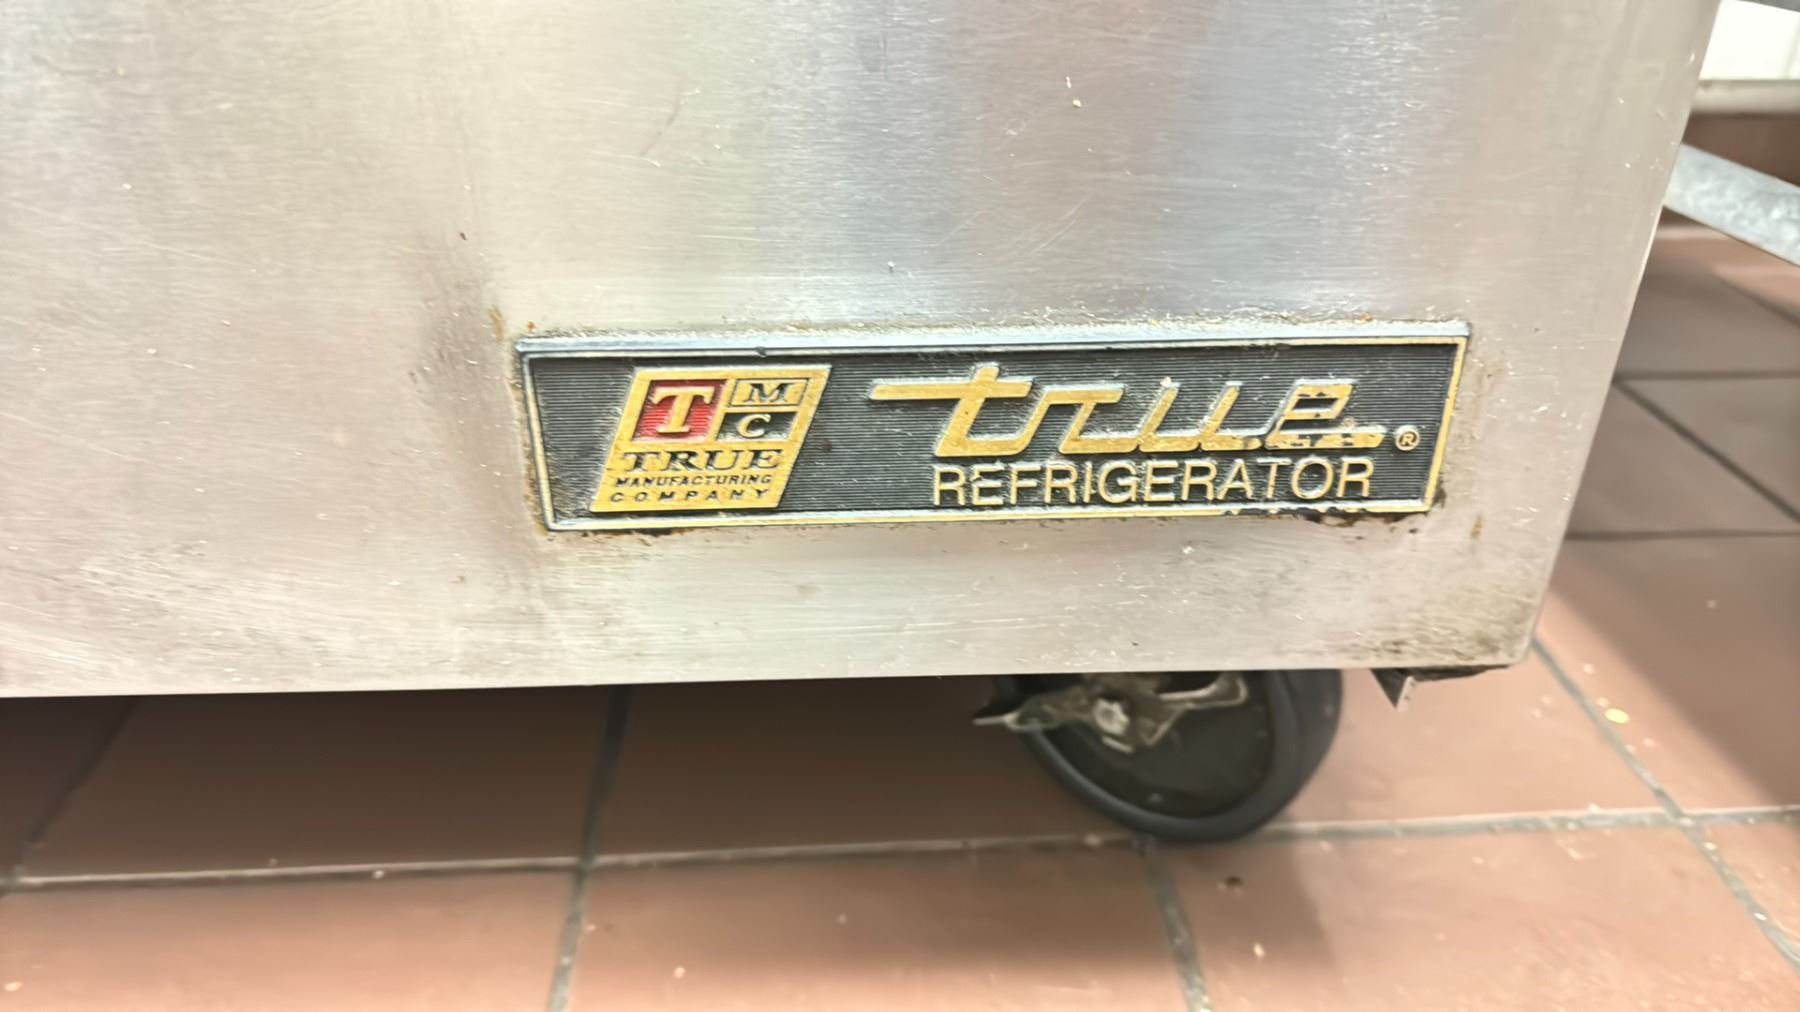 T M
C
TRUE
MANUFACTURING
COMPANY
true®
REFRIGERATOR